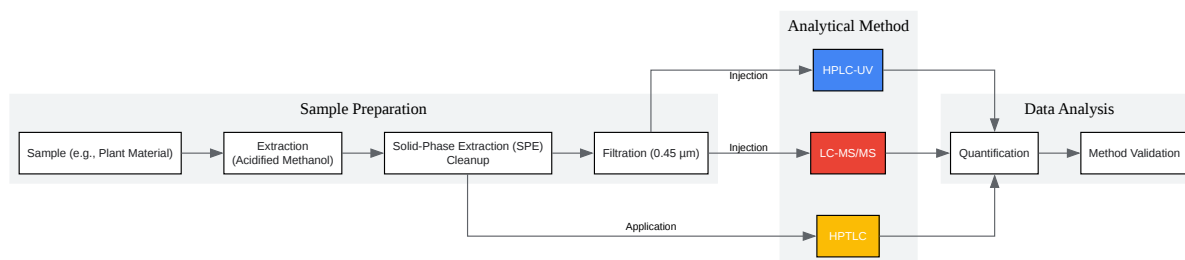 Analytical Method
HPLC-UV
Injection
Sample Preparation
Data Analysis
Sample (e.g., Plant Material)
Extraction
(Acidified Methanol)
Solid-Phase Extraction (SPE)
Cleanup
Filtration (0.45 µm)
Injection
LC-MS/MS
Quantification
Method Validation
Application
HPTLC